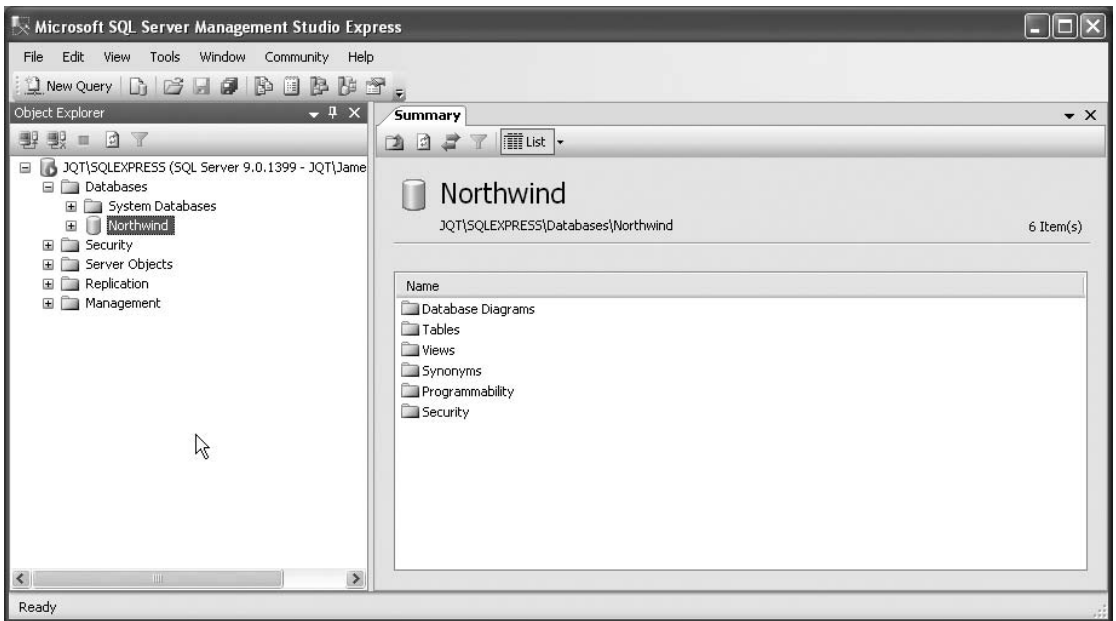 Microsoft SQL Server Management Studio Express
File Edit View Tools Window Community Help
New Query
Object Explorer
JQT\SQLEXPRESS (SQL Server 9.0.1399 - JQT\Jame
Databases
System Databases
Northwind
Security
Server Objects
Replication
Management
Summary
List
Northwind
JQT\SQLEXPRESS\Databases\Northwind 6 Item(s)
Name
Database Diagrams
Tables
Views
Synonyms
Programmability
Security
Ready